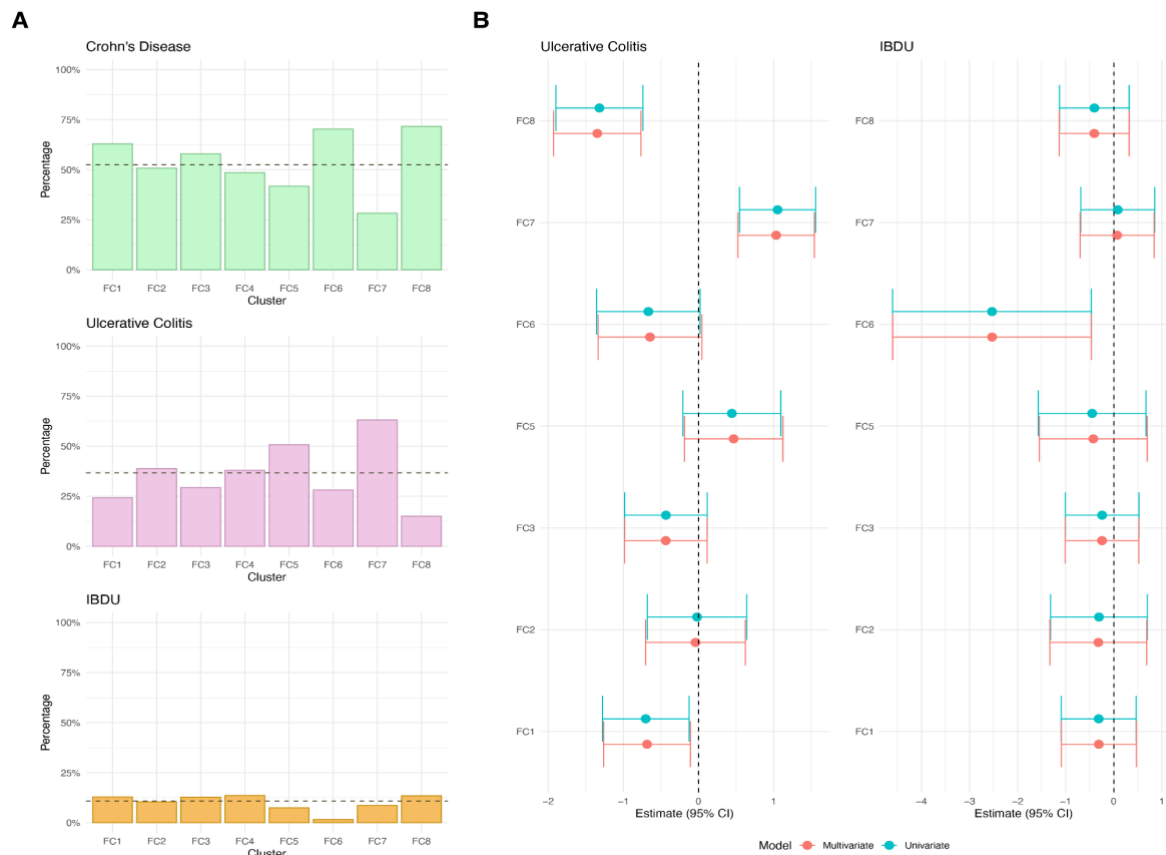 A
Crohn's Disease
100%
75%
50%
25%
0%
Percentage
FC1 FC2 FC3 FC4 FC5 FC6 FC7 FC8
Cluster
Ulcerative Colitis
100%
75%
50%
25%
0%
Percentage
FC1 FC2 FC3 FC4 FC5 FC6 FC7 FC8
Cluster
IBDU
100%
75%
50%
25%
0%
Percentage
FC1 FC2 FC3 FC4 FC5 FC6 FC7 FC8
Cluster
B
Ulcerative Colitis
FC8
FC7
FC6
FC5
FC3
FC2
FC1
−2 −1 0 1
Estimate (95% CI)
IBDU
FC8
FC7
FC6
FC5
FC3
FC2
FC1
−4 −3 −2 −1 0 1
Estimate (95% CI)
Model Multivariate Univariate